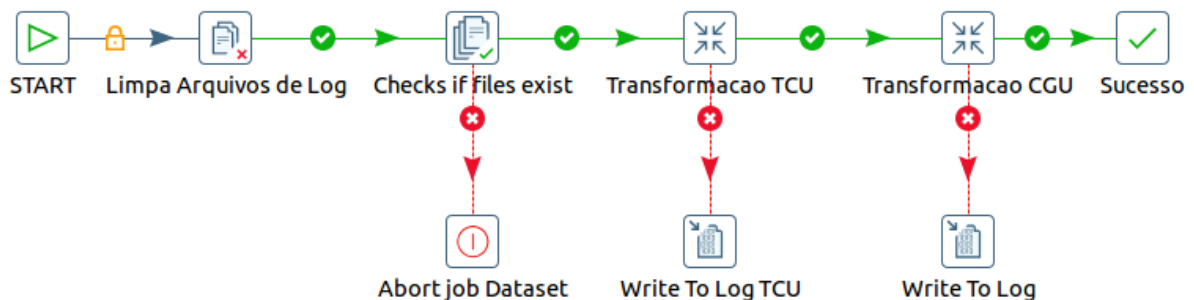 START
Limpa Arquivos de Log
Checks if files exist
Transformacao TCU
Transformacao CGU
Sucesso
Abort job Dataset
Write To Log TCU
Write To Log